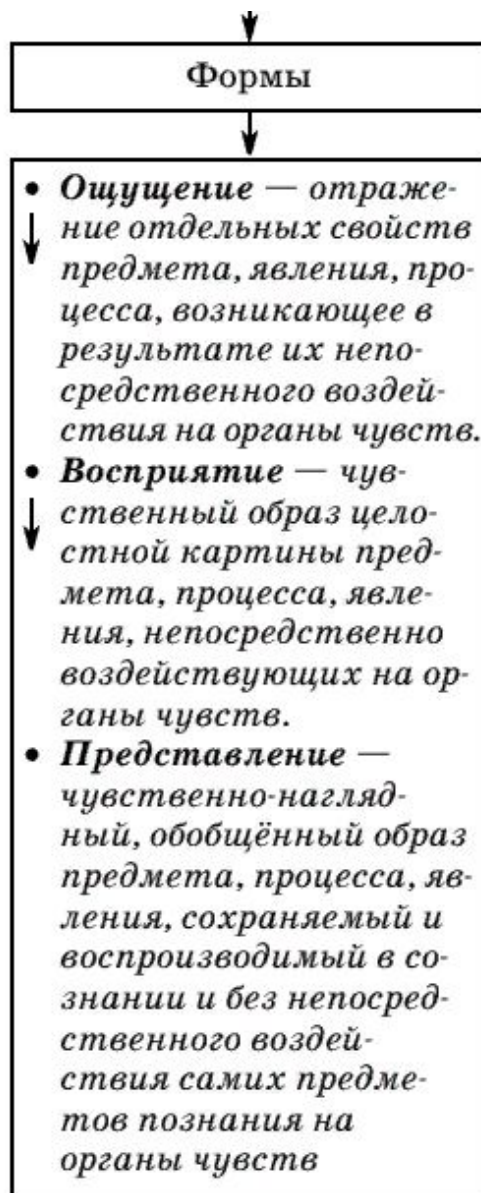 Формы
• Ощущение — отраже-
ние отдельных свойств
предмета, явления, про-
цесса, возникающее в
результате их непо-
средственного воздей-
ствия на органы чувств.
• Восприятие — чув-
ственный образ цело-
стной картины пред-
мета, процесса, явле-
ния, непосредственно
воздействующих на ор-
ганы чувств.
• Представление —
чувственно-нагляд-
ный, обобщённый образ
предмета, процесса, яв-
ления, сохраняемый и
воспроизводимый в со-
знании и без непосред-
ственного воздей-
ствия самих предме-
тов познания на
органы чувств